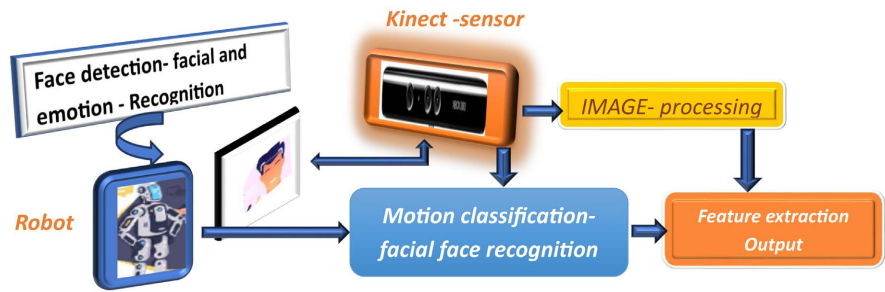 Kinect -sensor
Face detection- facial and
emotion - Recognition
IMAGE- processing
Robot
Motion classification-
facial face recognition
Feature extraction
Output